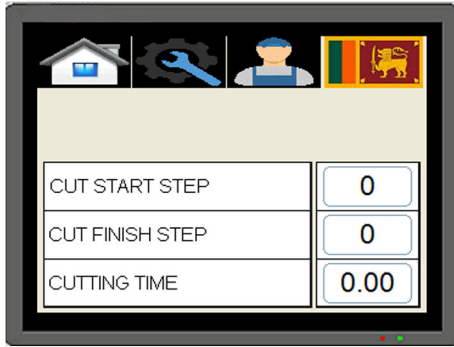 CUT START STEP 0
CUT FINISH STEP 0
CUTTING TIME 0.00